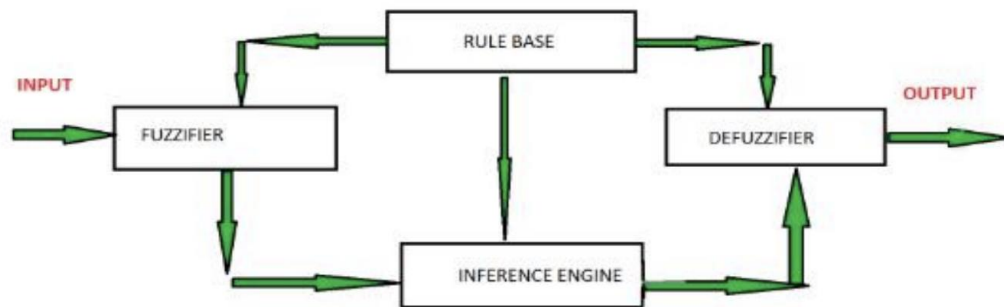 RULE BASE
INPUT
OUTPUT
FUZZIFIER
DEFUZZIFIER
INFERENCE ENGINE